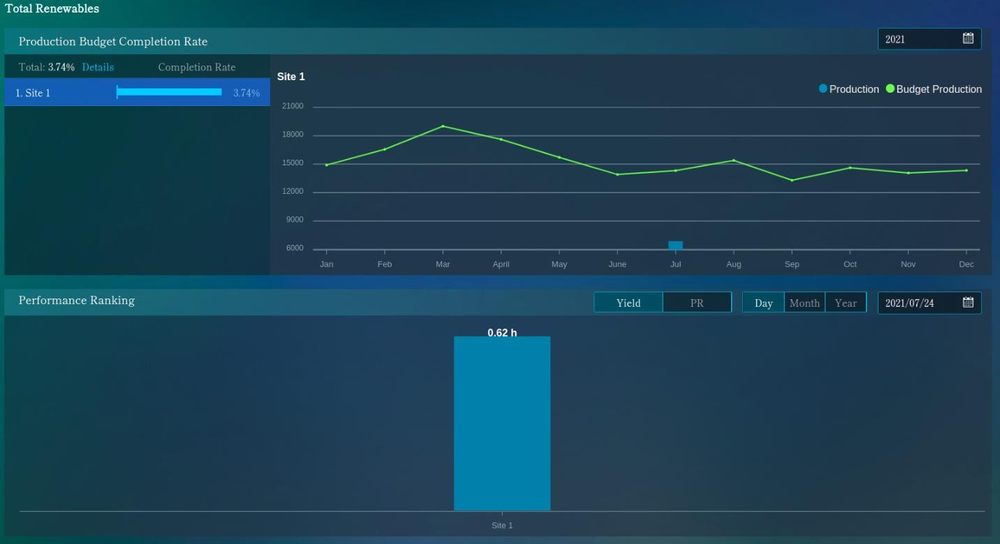 Total Renewables
Production Budget Completion Rate
2021
Total: 3.74% Details Completion Rate
1. Site 1 3.74%
Site 1
Production Budget Production
21000
18000
15000
12000
9000
6000
Jan Feb Mar April May June Jul Aug Sep Oct Nov Dec
Performance Ranking Yield PR Day Month Year 2021/07/24
0.62 h
Site 1